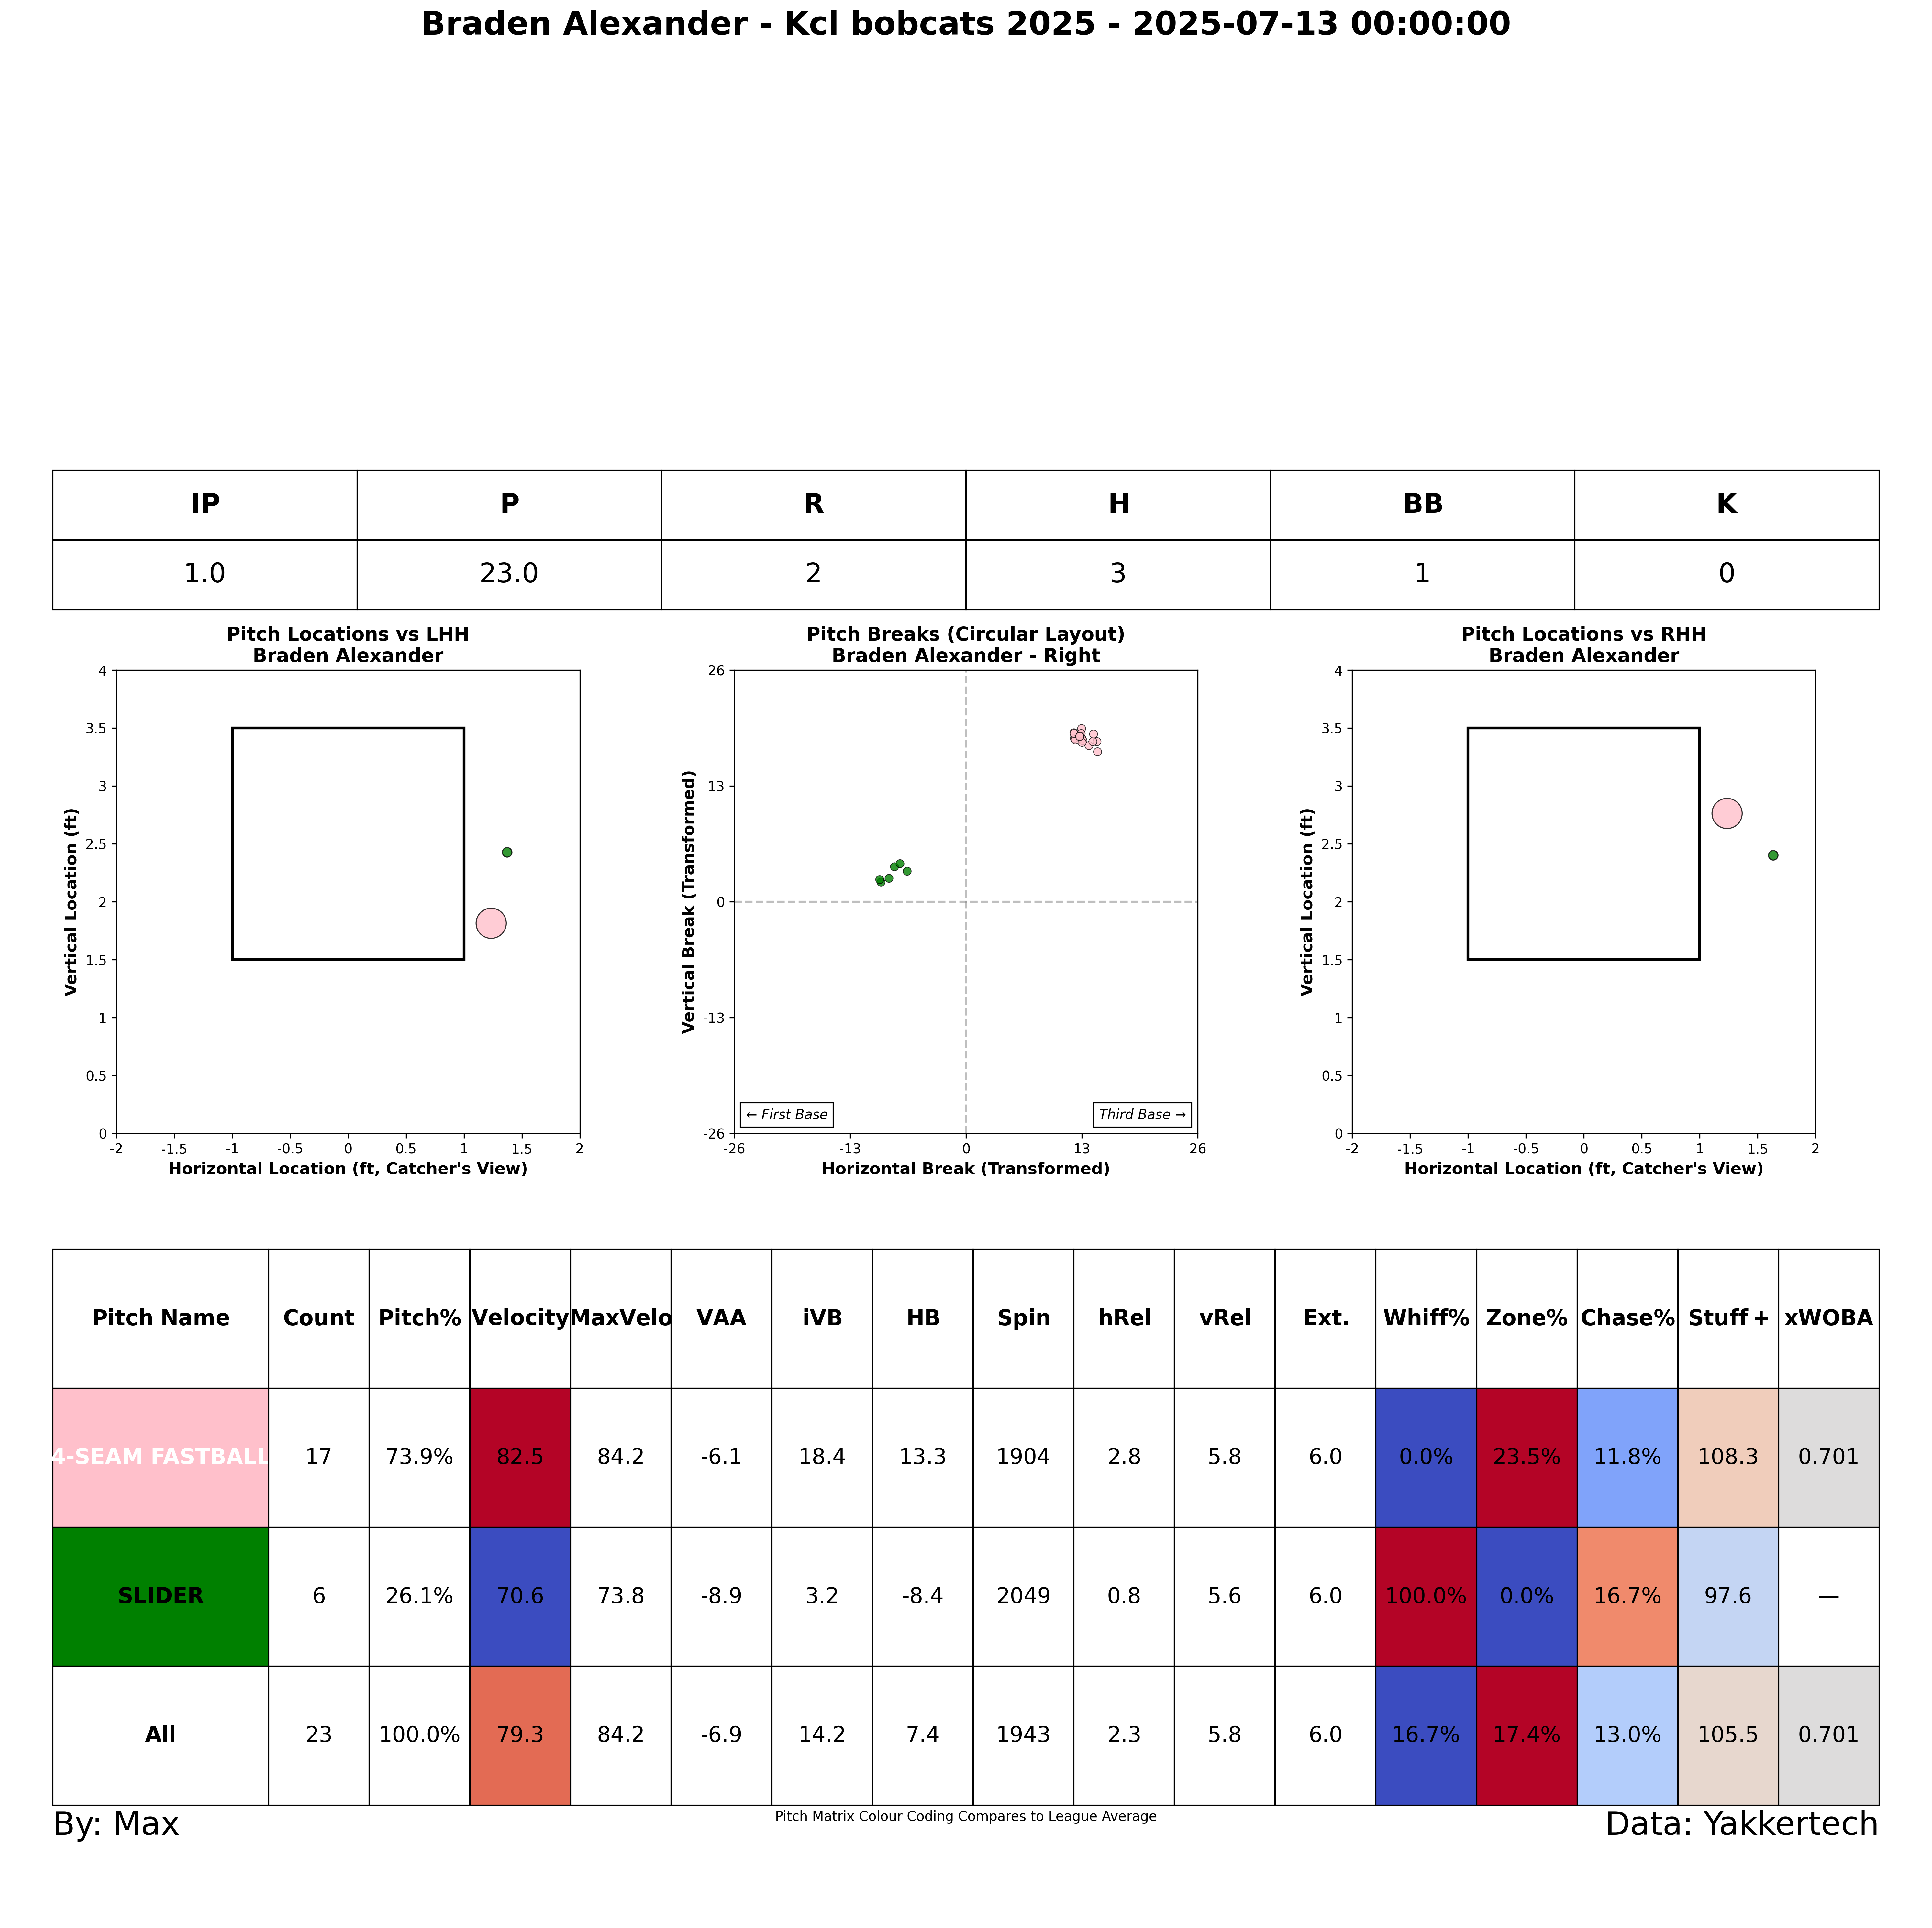 Braden Alexander - Kcl bobcats 2025 - 2025-07-13 00:00:00
IP P R H BB K
1.0 23.0 2 3 1 0
Pitch Locations vs LHH
Braden Alexander
4
3.5
3
2.5
2
1.5
1
0.5
0
-2 -1.5 -1 -0.5 0 0.5 1 1.5 2
Vertical Location (ft)
Horizontal Location (ft, Catcher's View)
Pitch Breaks (Circular Layout)
Braden Alexander - Right
26
13
0
-13
-26
-26 -13 0 13 26
Vertical Break (Transformed)
← First Base
Third Base →
Horizontal Break (Transformed)
Pitch Locations vs RHH
Braden Alexander
4
3.5
3
2.5
2
1.5
1
0.5
0
-2 -1.5 -1 -0.5 0 0.5 1 1.5 2
Vertical Location (ft)
Horizontal Location (ft, Catcher's View)
Pitch Name Count Pitch% Velocity MaxVelo VAA iVB HB Spin hRel vRel Ext. Whiff% Zone% Chase% Stuff+ xWOBA
4-SEAM FASTBALL 17 73.9% 82.5 84.2 -6.1 18.4 13.3 1904 2.8 5.8 6.0 0.0% 23.5% 11.8% 108.3 0.701
SLIDER 6 26.1% 70.6 73.8 -8.9 3.2 -8.4 2049 0.8 5.6 6.0 100.0% 0.0% 16.7% 97.6 —
All 23 100.0% 79.3 84.2 -6.9 14.2 7.4 1943 2.3 5.8 6.0 16.7% 17.4% 13.0% 105.5 0.701
By: Max
Pitch Matrix Colour Coding Compares to League Average
Data: Yakkertech